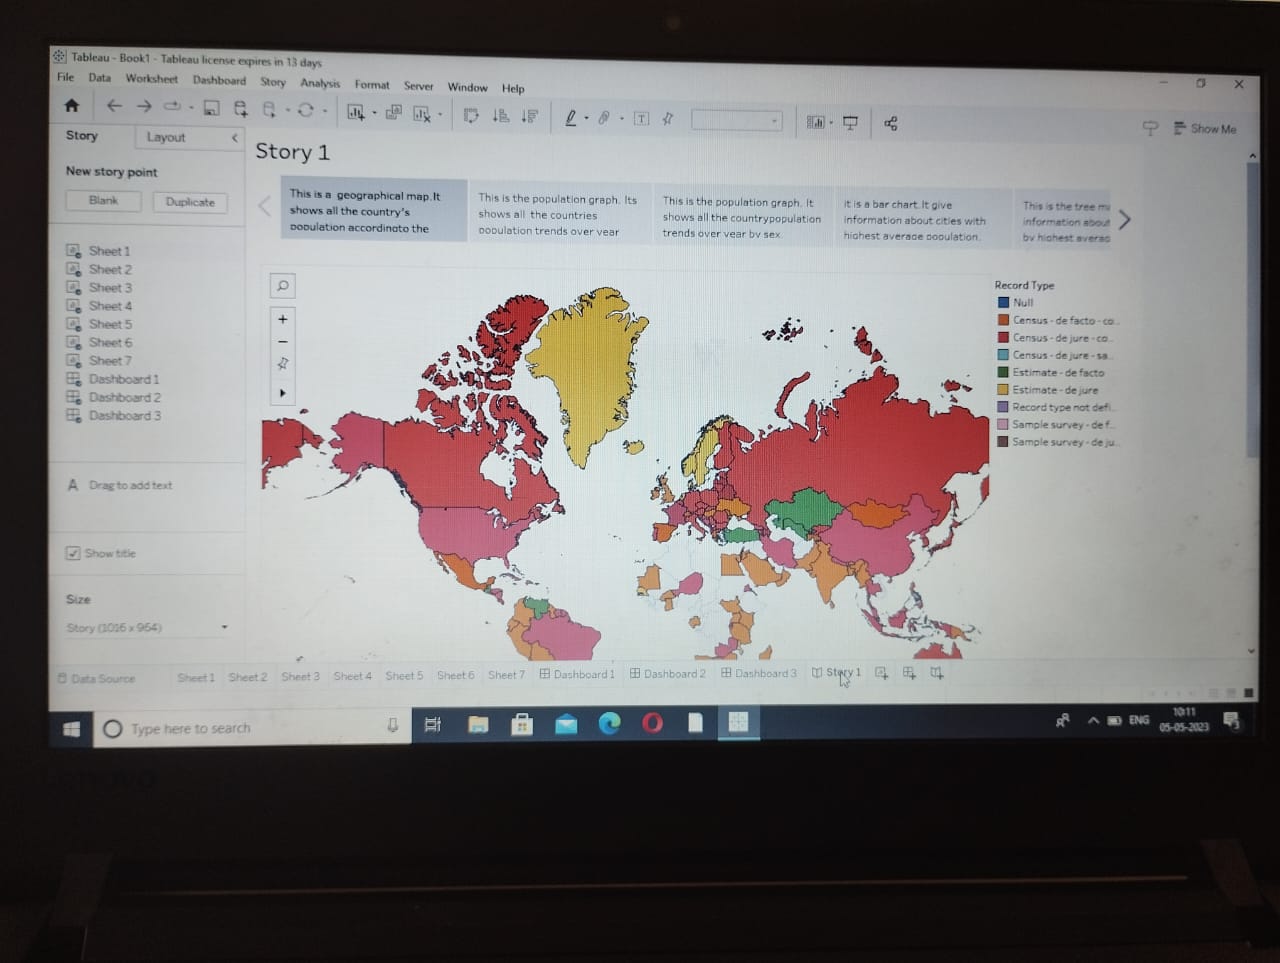 Tableau - Book1 - Tableau license expires in 13 days
File Data Worksheet Dashboard Story Analysis Format Server Window Help
Story Layout
Show Me
Story 1
New story point
Blank Duplicate
This is a geographical map.It
shows all the country's
population accordingto the
This is the population graph. Its
shows all the countries
population trends over year
This is the population graph. It
shows all the countrypopulation
trends over year by sex
it is a bar chart.It give
information about cities with
highest average population.
This is the tree
information about
by highest
Sheet 1
Sheet 2
Sheet 3
Sheet 4
Sheet 5
Sheet 6
Sheet 7
Dashboard 1
Dashboard 2
Dashboard 3
A Drag to add text
Show title
Size
Story (1016 x 964)
Record Type
Null
Census - de facto - co..
Census - de jure - co..
Census - de jure - sa..
Estimate - de facto
Estimate - de jure
Record type not defi..
Sample survey - de f..
Sample survey - de ju..
Data Source Sheet 1 Sheet 2 Sheet 3 Sheet 4 Sheet 5 Sheet 6 Sheet 7 Dashboard 1 Dashboard 2 Dashboard 3 Story 1
Type here to search
ENG
10:11
05-05-2023
3
Lenovo